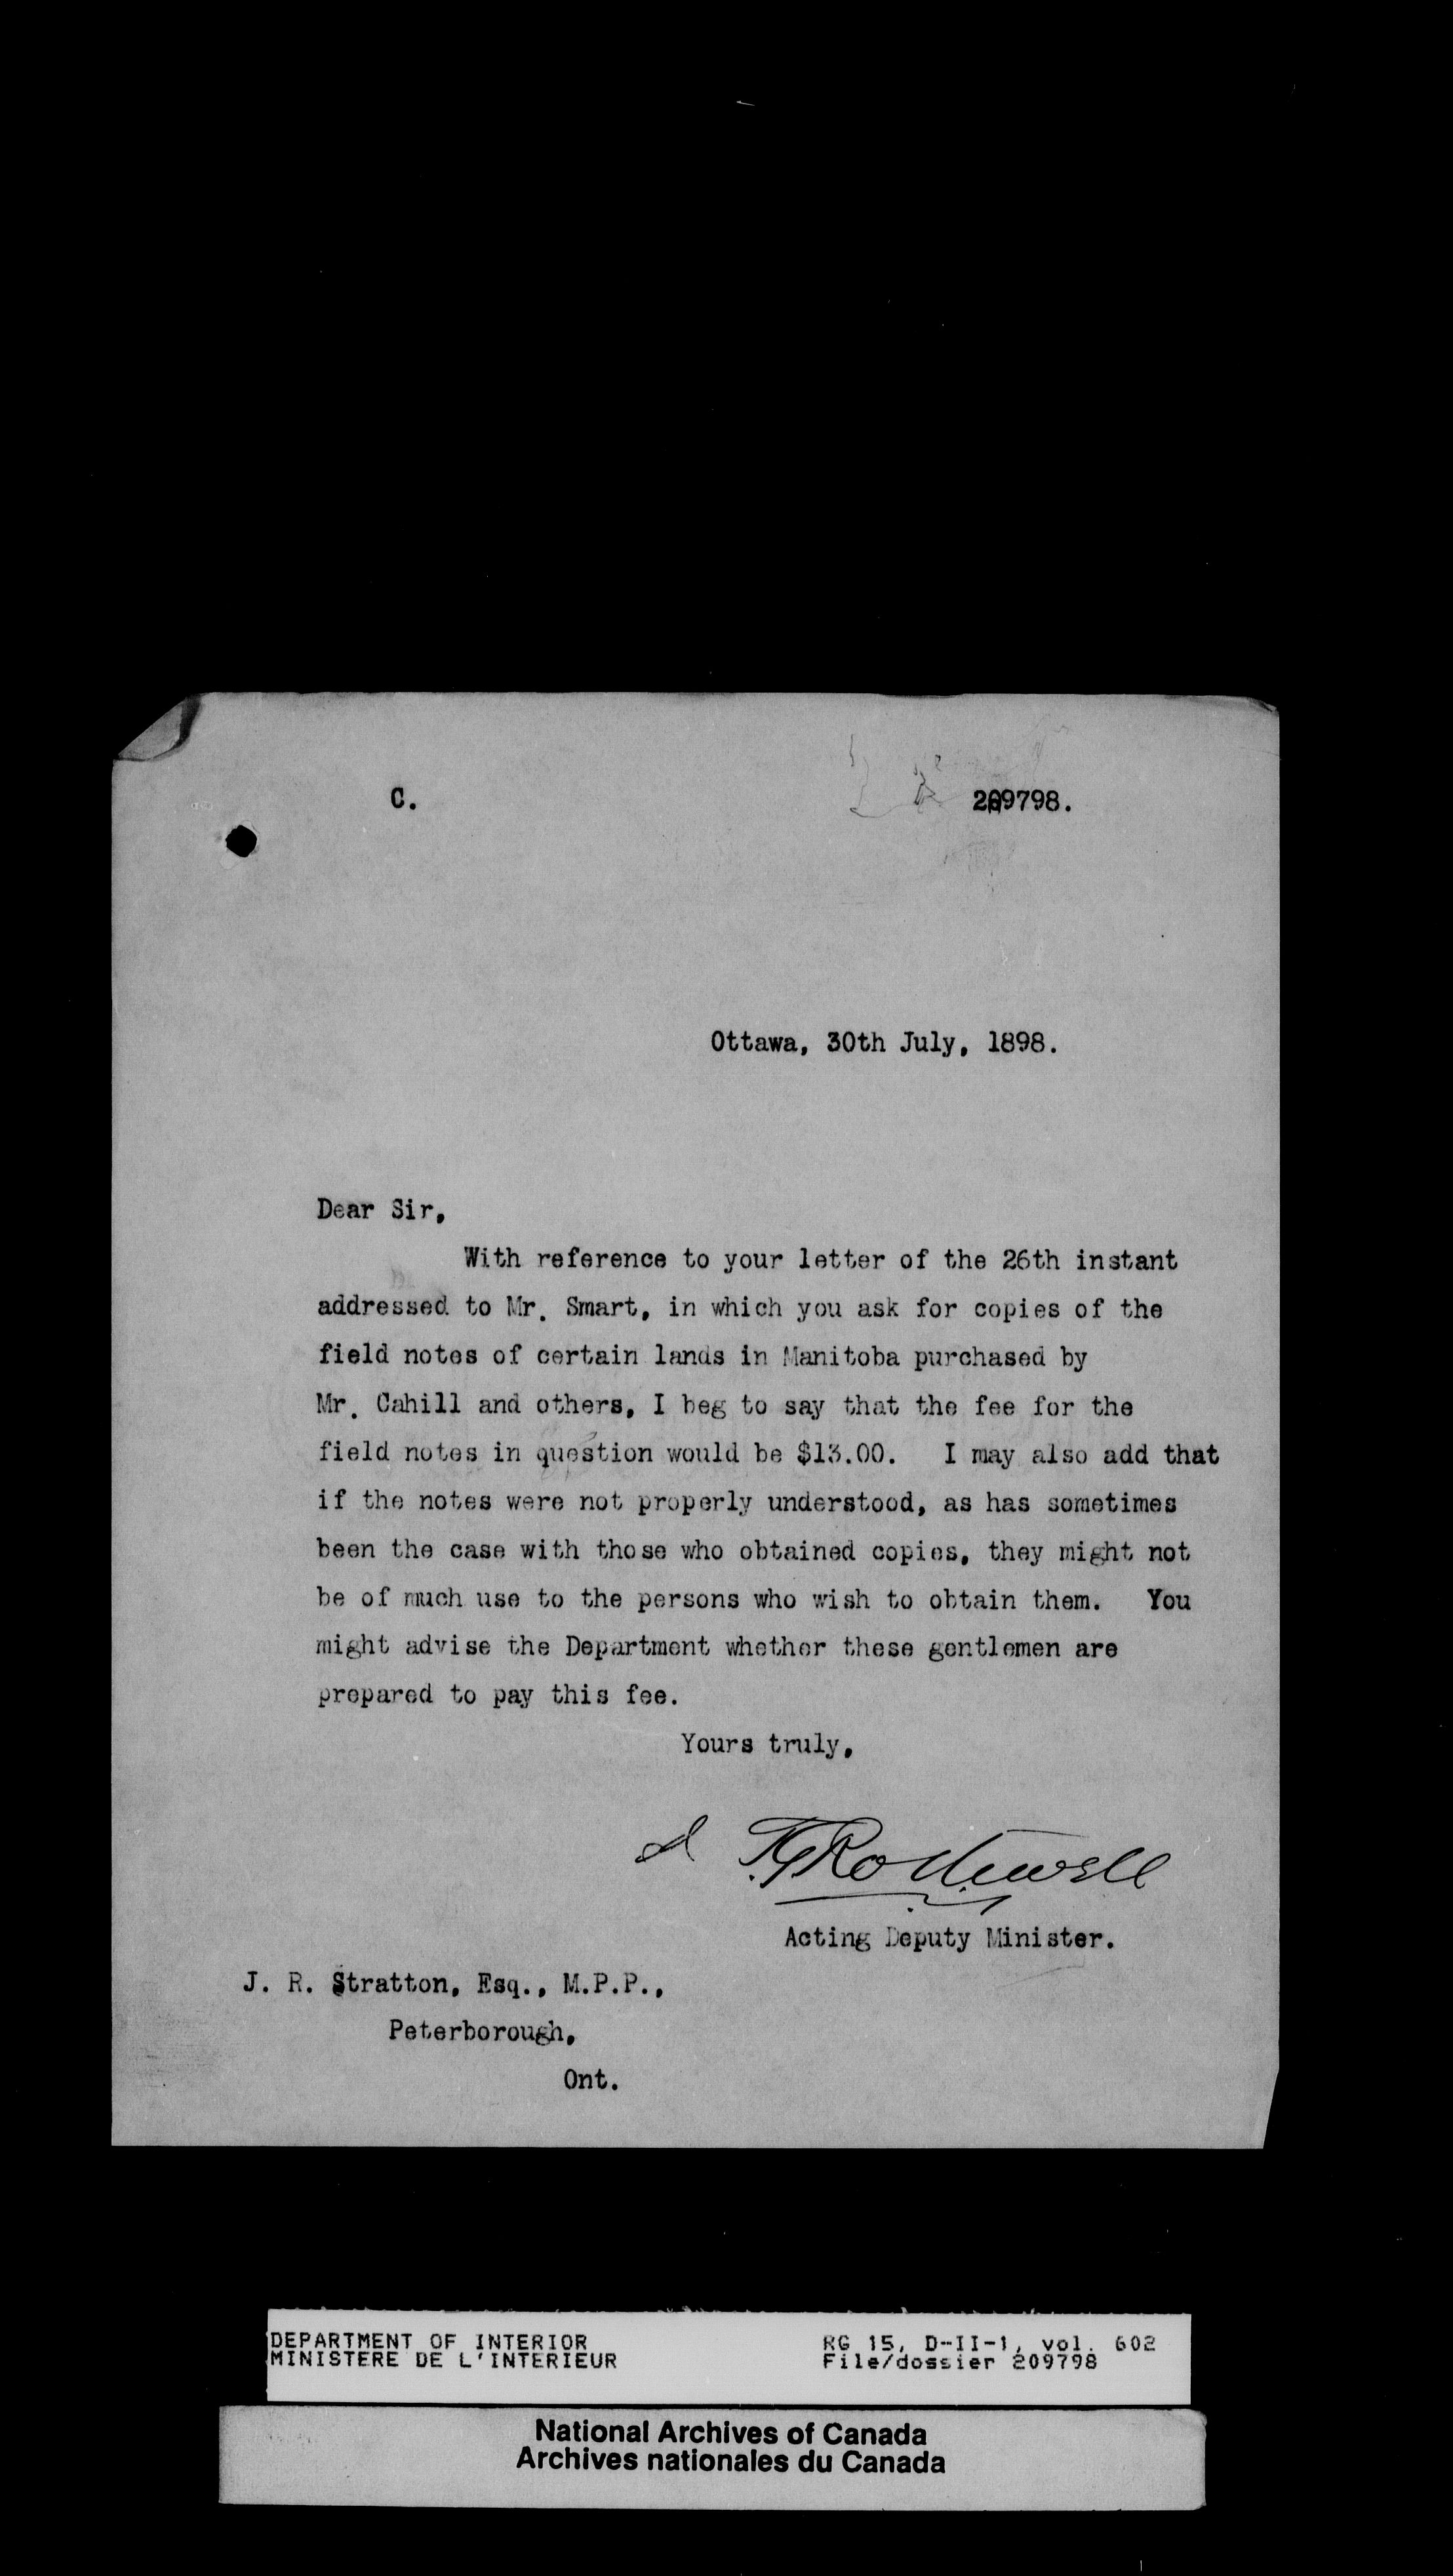 C.
209798.
Ottawa, 30th July, 1898.
Dear Sir,
With reference to your letter of the 26th instant
addressed to Mr. Smart, in which you ask for copies of the
field notes of certain lands in Manitoba purchased by
Mr. Cahill and others, I beg to say that the fee for the
field notes in question would be $13.00. I may also add that
if the notes were not properly understood, as has sometimes
been the case with those who obtained copies, they might not
be of much use to the persons who wish to obtain them. You
might advise the Department whether these gentlemen are
prepared to pay this fee.
Yours truly,
Rothwell
Acting Deputy Minister.
J. R. Stratton, Esq., M.P.P.,
Peterborough,
Ont.
DEPARTMENT OF INTERIOR
MINISTERE DE L'INTERIEUR
RG 15, D-II-1, vol. 602
File/dossier 209798
National Archives of Canada
Archives nationales du Canada